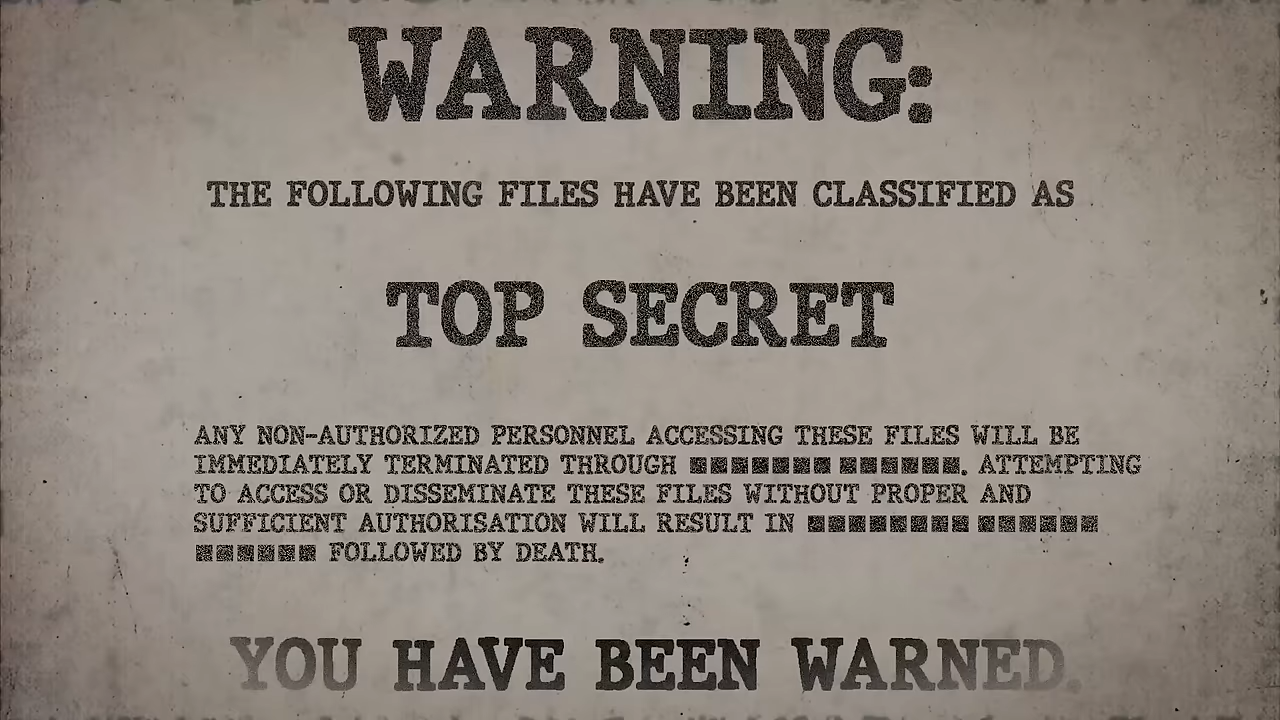 WARNING:
THE FOLLOWING FILES HAVE BEEN CLASSIFIED AS
TOP SECRET
ANY NON-AUTHORIZED PERSONNEL ACCESSING THESE FILES WILL BE
IMMEDIATELY TERMINATED THROUGH ■■■■■■■ ■■■■■■. ATTEMPTING
TO ACCESS OR DISSEMINATE THESE FILES WITHOUT PROPER AND
SUFFICIENT AUTHORISATION WILL RESULT IN ■■■■■■■■ ■■■■■■
■■■■■■ FOLLOWED BY DEATH.
YOU HAVE BEEN WARNED.